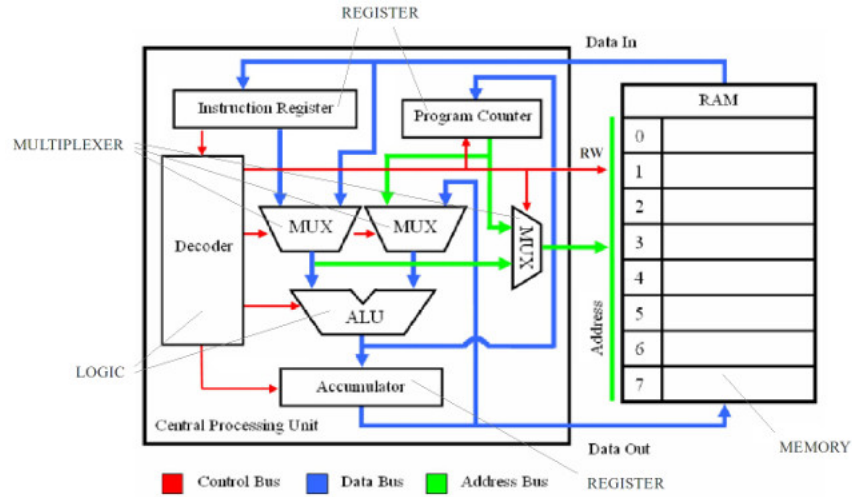 REGISTER
Data In
Instruction Register
Program Counter
RAM
MULTIPLEXER
RW
0
1
2
3
4
5
6
7
Decoder
MUX
MUX
MUX
ALU
Address
LOGIC
Accumulator
Central Processing Unit
Data Out
MEMORY
Control Bus
Data Bus
Address Bus
REGISTER